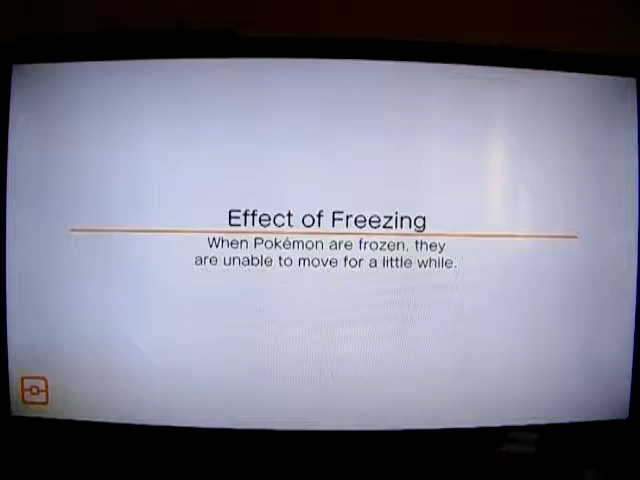 Effect of Freezing
When Pokémon are frozen, they
are unable to move for a little while.